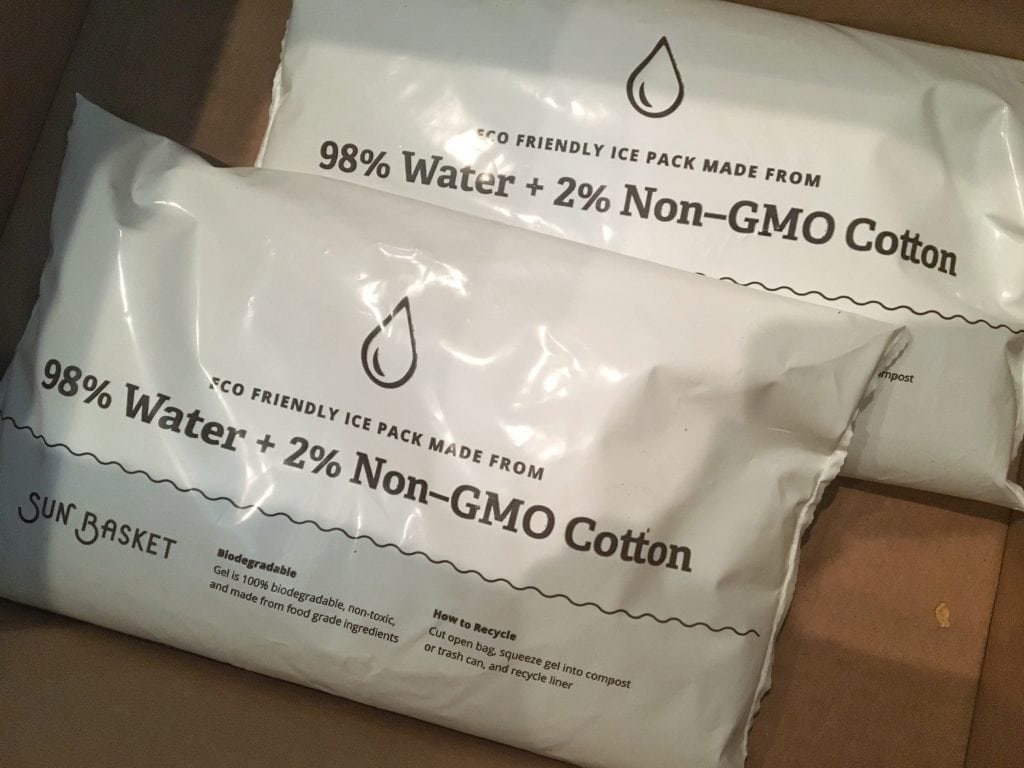 ECO FRIENDLY ICE PACK MADE FROM
98% Water + 2% Non–GMO Cotton
ECO FRIENDLY ICE PACK MADE FROM
98% Water + 2% Non–GMO Cotton
SUN BASKET
Biodegradable
Gel is 100% biodegradable, non-toxic,
and made from food grade ingredients
How to Recycle
Cut open bag, squeeze gel into compost
or trash can, and recycle liner